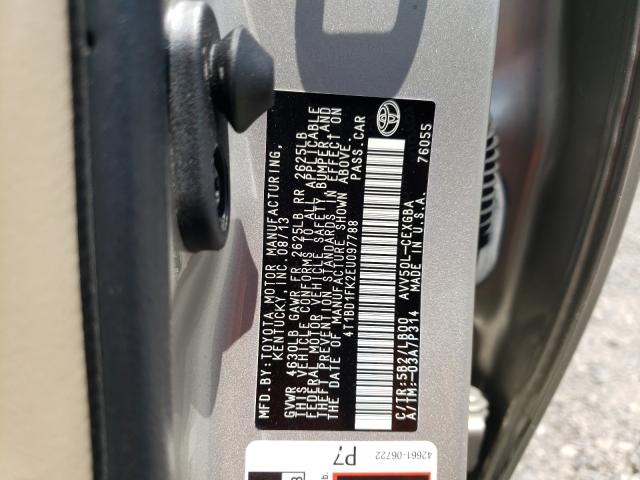 MFD.BY:TOYOTA MOTOR MANUFACTURING,
KENTUCKY, INC. 08/13
GVWR 4630LB GAWR FR 2625LB RR 2625LB
THIS VEHICLE CONFORMS TO ALL APPLICABLE
FEDERAL MOTOR VEHICLE SAFETY, BUMPER, AND
THEFT PREVENTION STANDARDS IN EFFECT ON
THE DATE OF MANUFACTURE SHOWN ABOVE.
4T1BD1FK2EU097788 PASS.CAR
C/TR:5B2/LB00 AVV50L-CEXGBA
A/TM:-03A/P314 MADE IN U.S.A. 76055
P7 42661-06722